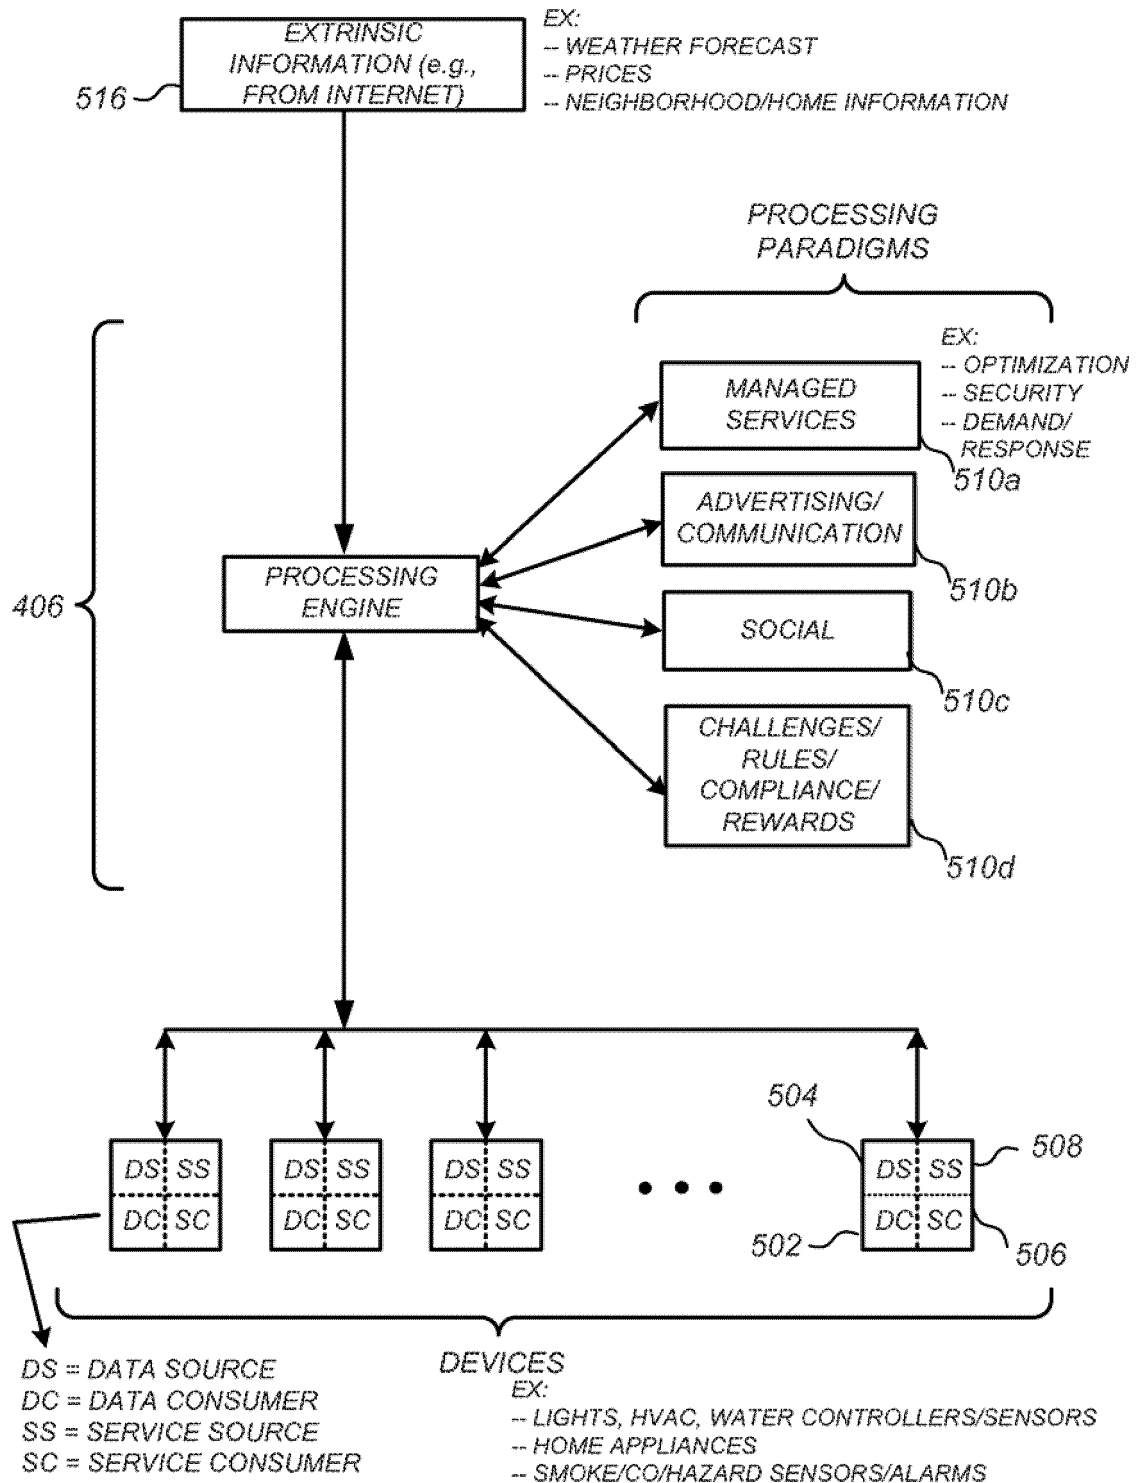 EXTRINSIC
INFORMATION (e.g.,
FROM INTERNET)
516
EX:
-- WEATHER FORECAST
-- PRICES
-- NEIGHBORHOOD/HOME INFORMATION
PROCESSING
PARADIGMS
406
PROCESSING
ENGINE
MANAGED
SERVICES
EX:
-- OPTIMIZATION
-- SECURITY
-- DEMAND/
RESPONSE
510a
ADVERTISING/
COMMUNICATION
510b
SOCIAL
510c
CHALLENGES/
RULES/
COMPLIANCE/
REWARDS
510d
DS SS
DC SC
DS SS
DC SC
DS SS
DC SC
504
508
DS SS
DC SC
502
506
DS = DATA SOURCE
DC = DATA CONSUMER
SS = SERVICE SOURCE
SC = SERVICE CONSUMER
DEVICES
EX:
-- LIGHTS, HVAC, WATER CONTROLLERS/SENSORS
-- HOME APPLIANCES
-- SMOKE/CO/HAZARD SENSORS/ALARMS